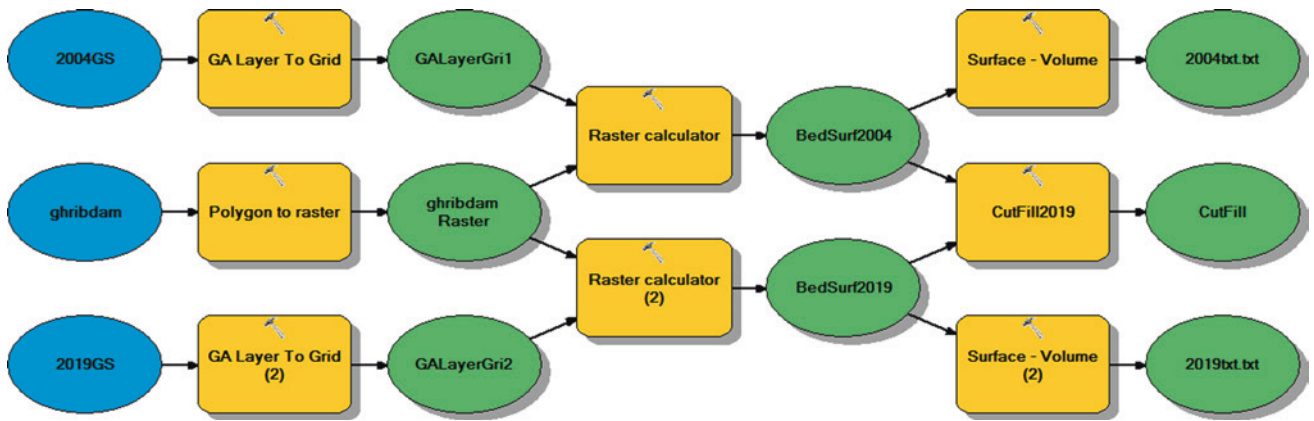 2004GS
GA Layer To Grid
GALayerGri1
Raster calculator
BedSurf2004
Surface - Volume
2004txt.txt
ghribdam
Polygon to raster
ghribdam
Raster
CutFill2019
CutFill
Raster calculator
(2)
BedSurf2019
2019GS
GA Layer To Grid
(2)
GALayerGri2
Surface - Volume
(2)
2019txt.txt